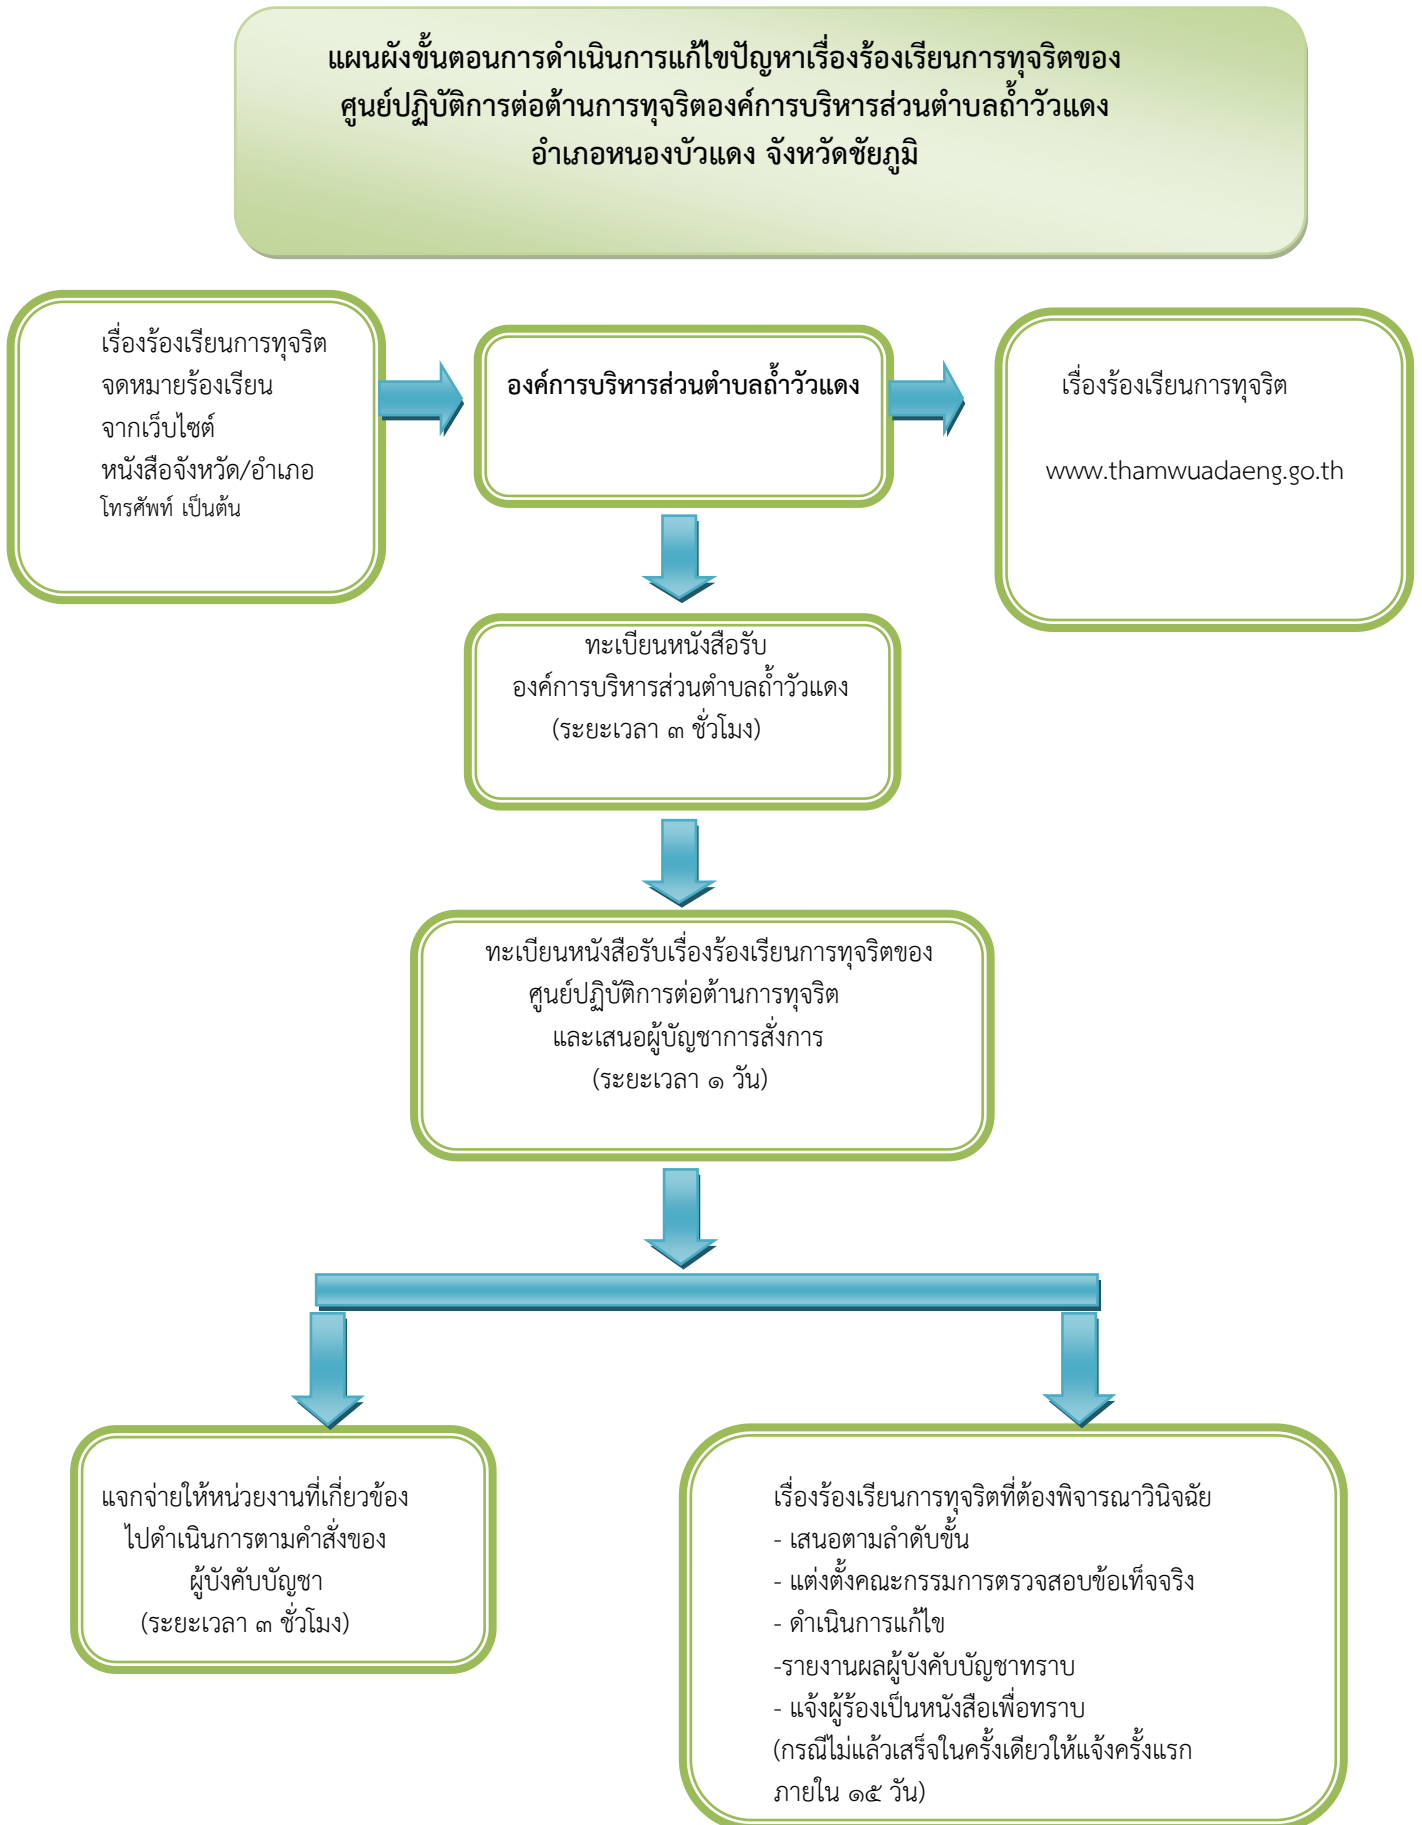 แผนผังขั้นตอนการดำเนินการแก้ไขปัญหาเรื่องร้องเรียนการทุจริตของ
ศูนย์ปฏิบัติการต่อต้านการทุจริตองค์การบริหารส่วนตำบลถ้ำวัวแดง
อำเภอหนองบัวแดง จังหวัดชัยภูมิ
เรื่องร้องเรียนการทุจริต
จดหมายร้องเรียน
จากเว็บไซต์
หนังสือจังหวัด/อำเภอ
โทรศัพท์ เป็นต้น
องค์การบริหารส่วนตำบลถ้ำวัวแดง
เรื่องร้องเรียนการทุจริต
www.thamwuadaeng.go.th
ทะเบียนหนังสือรับ
องค์การบริหารส่วนตำบลถ้ำวัวแดง
(ระยะเวลา ๓ ชั่วโมง)
ทะเบียนหนังสือรับเรื่องร้องเรียนการทุจริตของ
ศูนย์ปฏิบัติการต่อต้านการทุจริต
และเสนอผู้บัญชาการสั่งการ
(ระยะเวลา ๑ วัน)
แจกจ่ายให้หน่วยงานที่เกี่ยวข้อง
ไปดำเนินการตามคำสั่งของ
ผู้บังคับบัญชา
(ระยะเวลา ๓ ชั่วโมง)
เรื่องร้องเรียนการทุจริตที่ต้องพิจารณาวินิจฉัย
- เสนอตามลำดับขั้น
- แต่งตั้งคณะกรรมการตรวจสอบข้อเท็จจริง
- ดำเนินการแก้ไข
-รายงานผลผู้บังคับบัญชาทราบ
- แจ้งผู้ร้องเป็นหนังสือเพื่อทราบ
(กรณีไม่แล้วเสร็จในครั้งเดียวให้แจ้งครั้งแรก
ภายใน ๑๕ วัน)